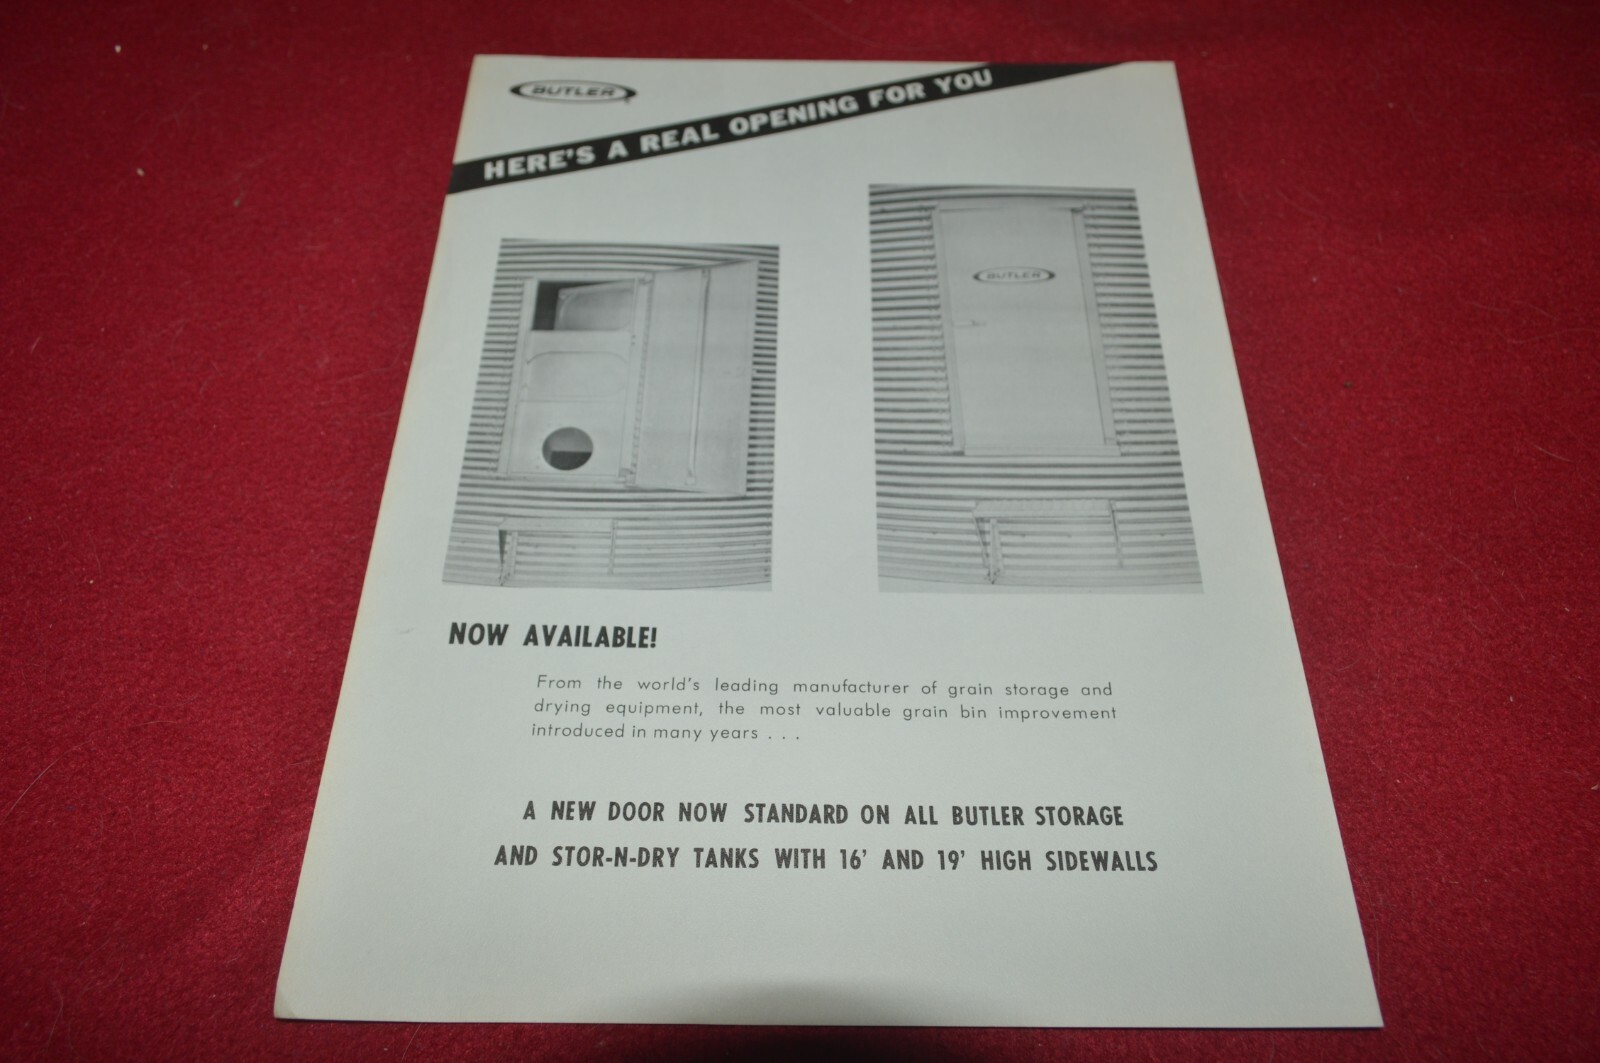 BUTLER
HERE'S A REAL OPENING FOR YOU
BUTLER
NOW AVAILABLE!
From the world's leading manufacturer of grain storage and
drying equipment, the most valuable grain bin improvement
introduced in many years . . .
A NEW DOOR NOW STANDARD ON ALL BUTLER STORAGE
AND STOR-N-DRY TANKS WITH 16' AND 19' HIGH SIDEWALLS